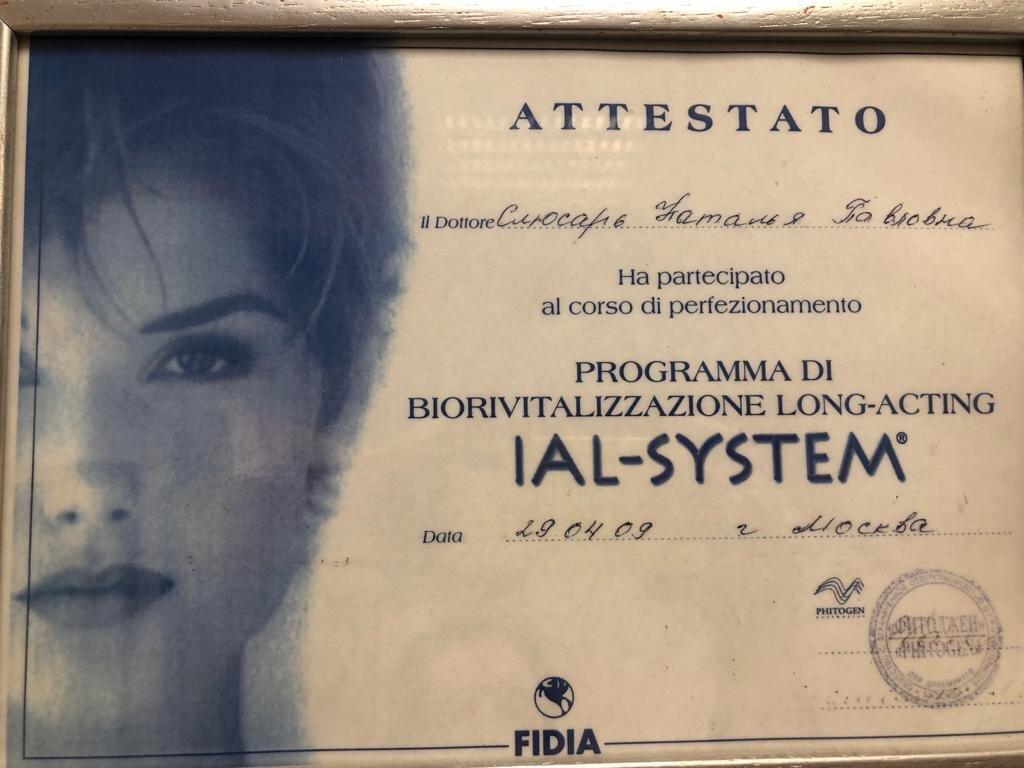 ATTESTATO
Il Dottore Слюсарь Наталья Павловна
Ha partecipato
al corso di perfezionamento
PROGRAMMA DI
BIORIVITALIZZAZIONE LONG-ACTING
IAL-SYSTEM®
Data 29 04 09 г Москва
PHITOGEN
ФИТОДЖЕН
«PHITOGEN»
FIDIA